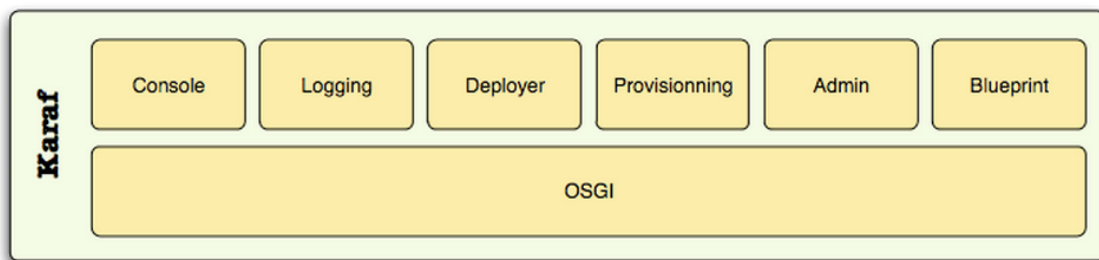 Karaf
Console
Logging
Deployer
Provisionning
Admin
Blueprint
OSGI